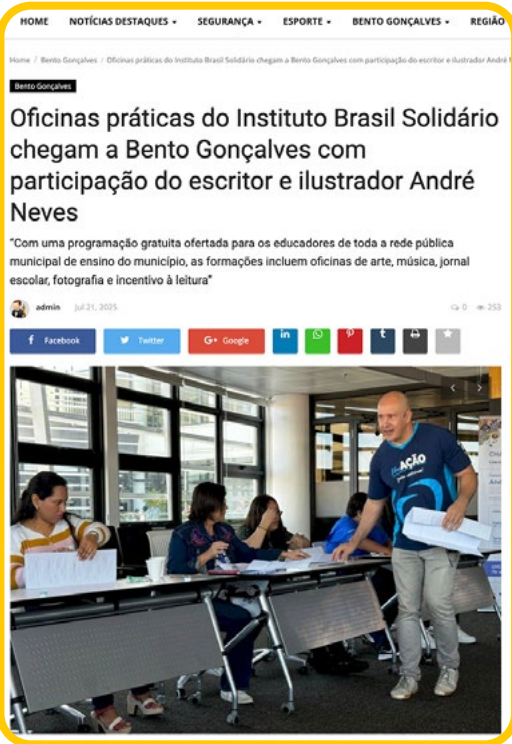 HOME NOTÍCIAS DESTAQUES SEGURANÇA ESPORTE BENTO GONÇALVES REGIÃO
Home / Bento Gonçalves / Oficinas práticas do Instituto Brasil Solidário chegam a Bento Gonçalves com participação do escritor e ilustrador André
Bento Gonçalves
Oficinas práticas do Instituto Brasil Solidário
chegam a Bento Gonçalves com
participação do escritor e ilustrador André
Neves
"Com uma programação gratuita ofertada para os educadores de toda a rede pública
municipal de ensino do município, as formações incluem oficinas de arte, música, jornal
escolar, fotografia e incentivo à leitura"
admin Jul 21, 2025 0 253
f Facebook Twitter G+ Google in t
AÇÃO